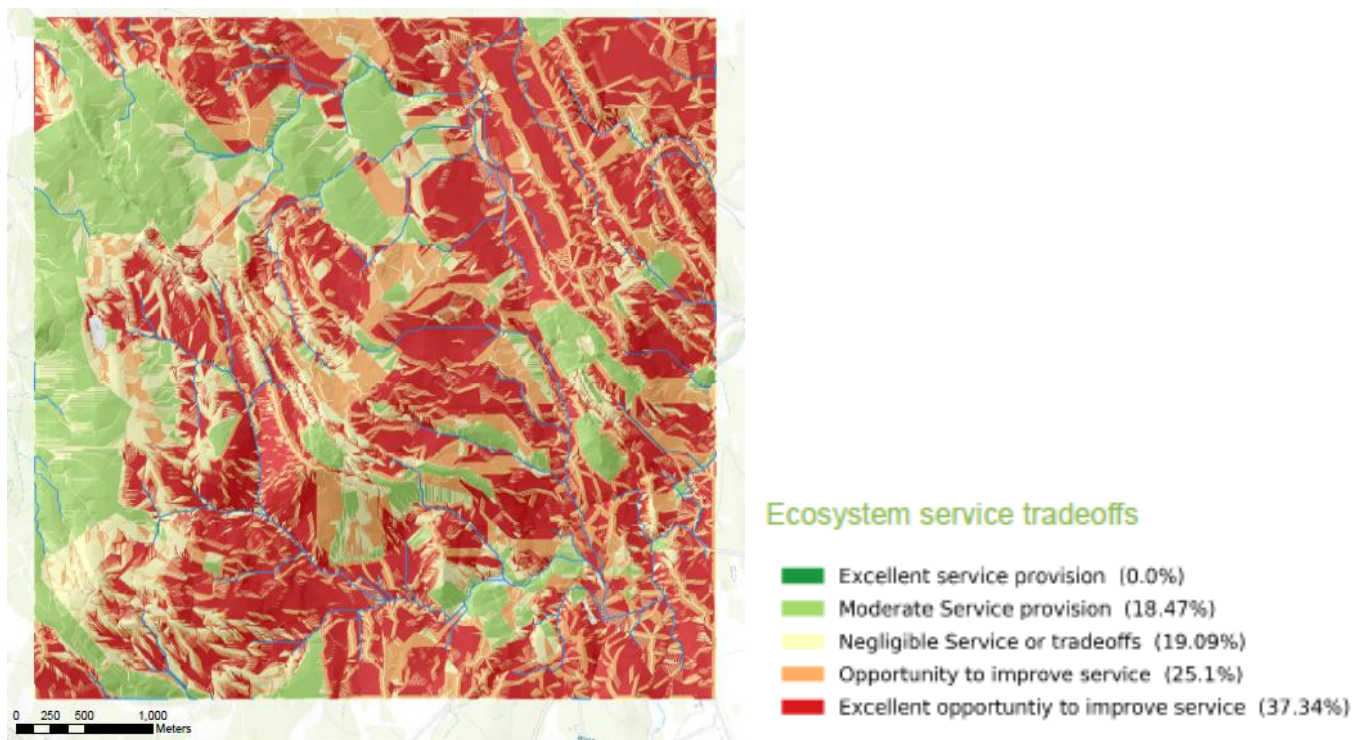 Ecosystem service tradeoffs
Excellent service provision (0.0%)
Moderate Service provision (18.47%)
Negligible Service or tradeoffs (19.09%)
Opportunity to improve service (25.1%)
Excellent opportuntiy to improve service (37.34%)
0 250 500 1,000
Meters